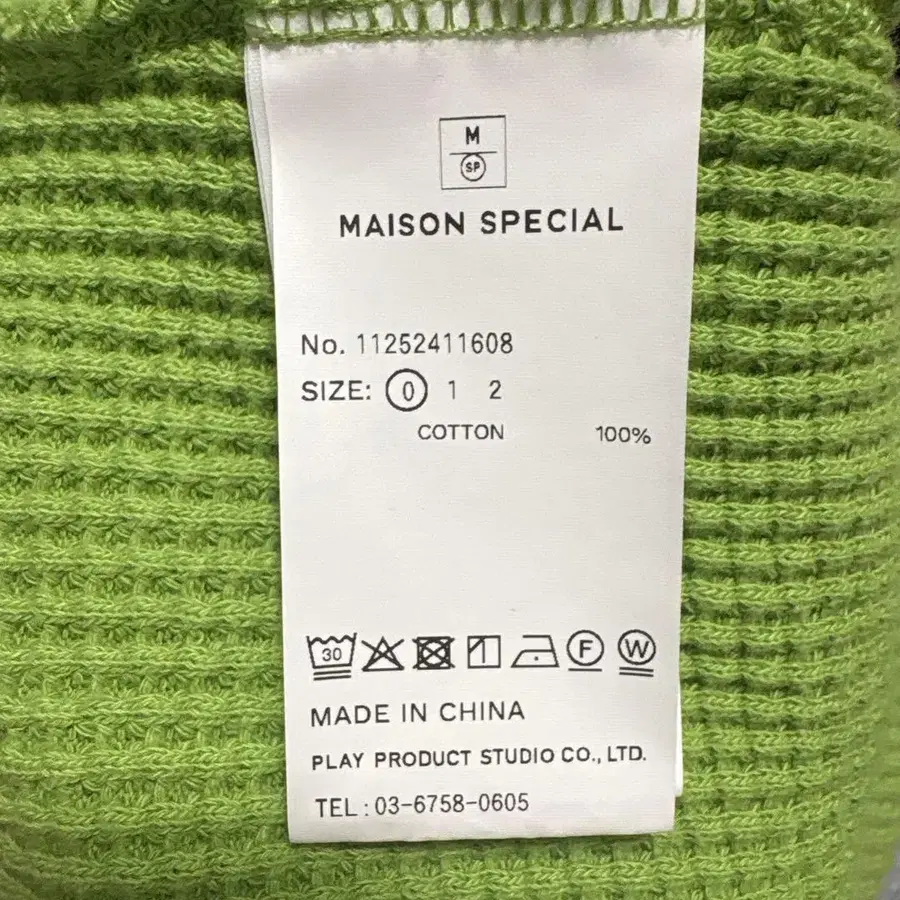 M
SP
MAISON SPECIAL
No. 11252411608
SIZE: 0 1 2
COTTON 100%
30 F W
MADE IN CHINA
PLAY PRODUCT STUDIO CO., LTD.
TEL : 03-6758-0605